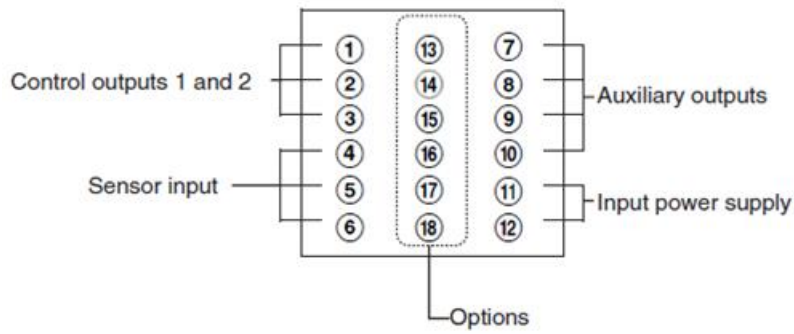 ① ⑬ ⑦
Control outputs 1 and 2 ② ⑭ ⑧
Auxiliary outputs
③ ⑮ ⑨
④ ⑯ ⑩
Sensor input ⑤ ⑰ ⑪
Input power supply
⑥ ⑱ ⑫
Options